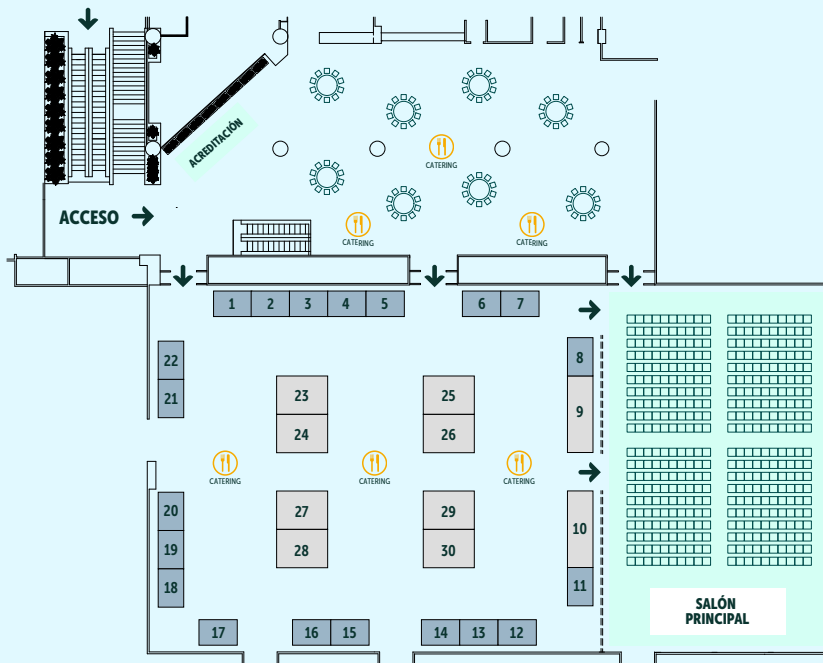 ACREDITACIÓN
CATERING
ACCESO
CATERING
CATERING
1 2 3 4 5 6 7
22
21
8
9
23
24
25
26
CATERING
CATERING
CATERING
20
19
18
27
28
29
30
10
11
17 16 15 14 13 12
SALÓN
PRINCIPAL